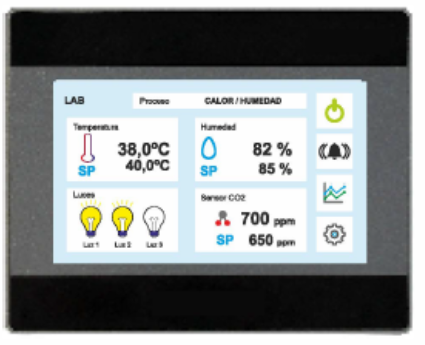 LAB Proceso CALOR / HUMEDAD
Temperatura
38,0ºC
SP 40,0ºC
Humedad
82 %
SP 85 %
Luces
Luz 1 Luz 2 Luz 3
Sensor CO2
700 ppm
SP 650 ppm